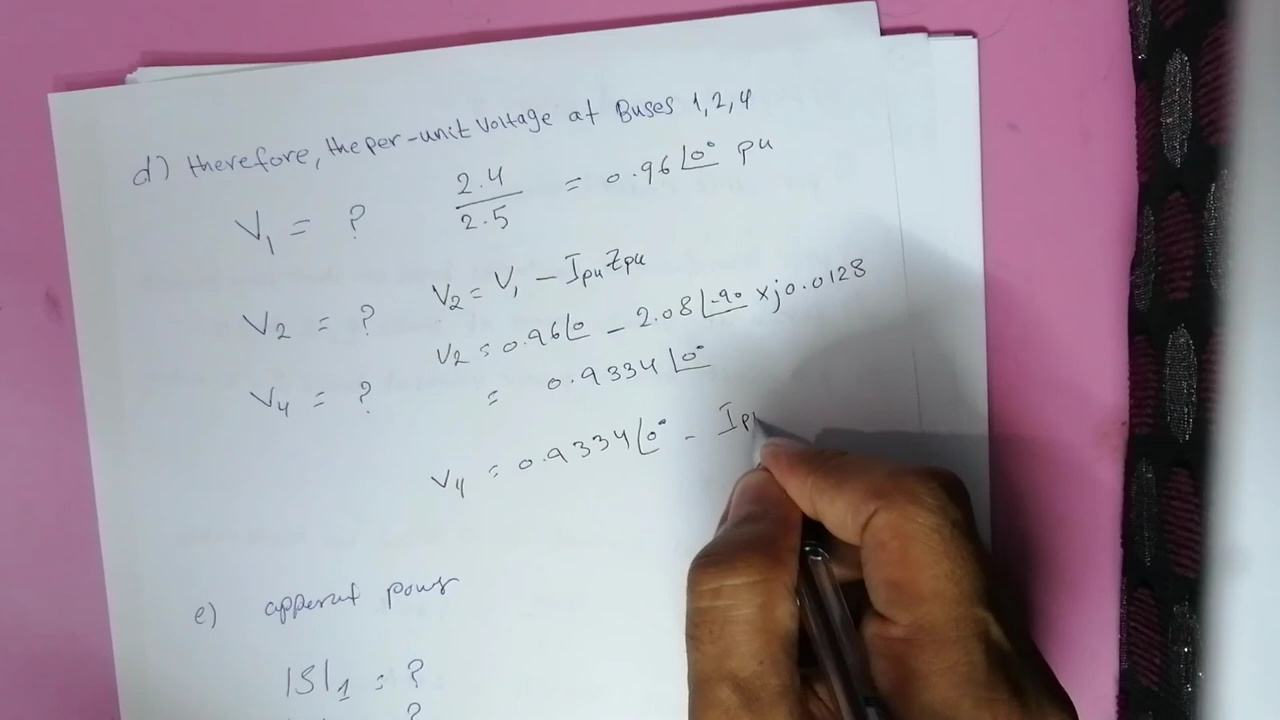 d) therefore, the per-unit voltage at Buses 1,2,4
V₁ = ? 2.4/2.5 = 0.96∠0° pu
V₂ = ? V₂ = V₁ - Ipu Zpu
V₂ = 0.96∠0 - 2.08∠-90 x j0.0128
V₄ = ? = 0.9334∠0°
V₄ = 0.9334∠0° - Ip
e) apperut powr
|S|₁ = ?
?